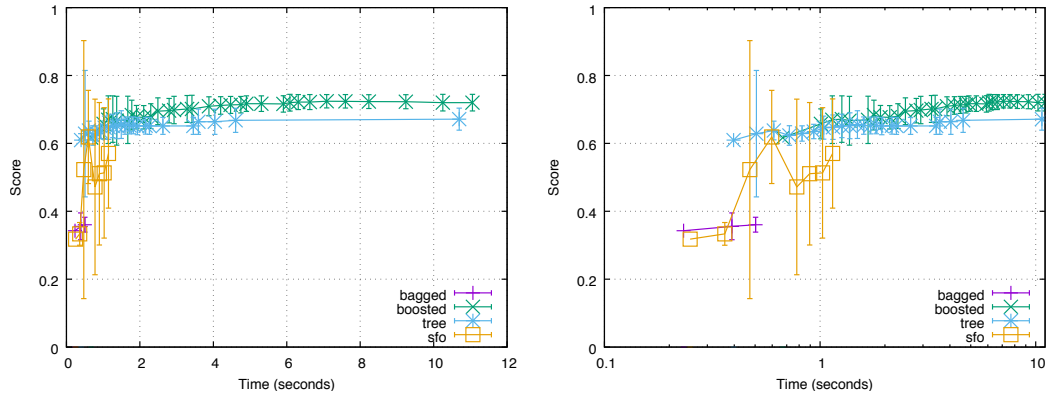 1
0.8
0.6
0.4
0.2
0
0 2 4 6 8 10 12
Score
Time (seconds)
bagged
boosted
tree
sfo
1
0.8
0.6
0.4
0.2
0
0.1 1 10
Score
Time (seconds)
bagged
boosted
tree
sfo